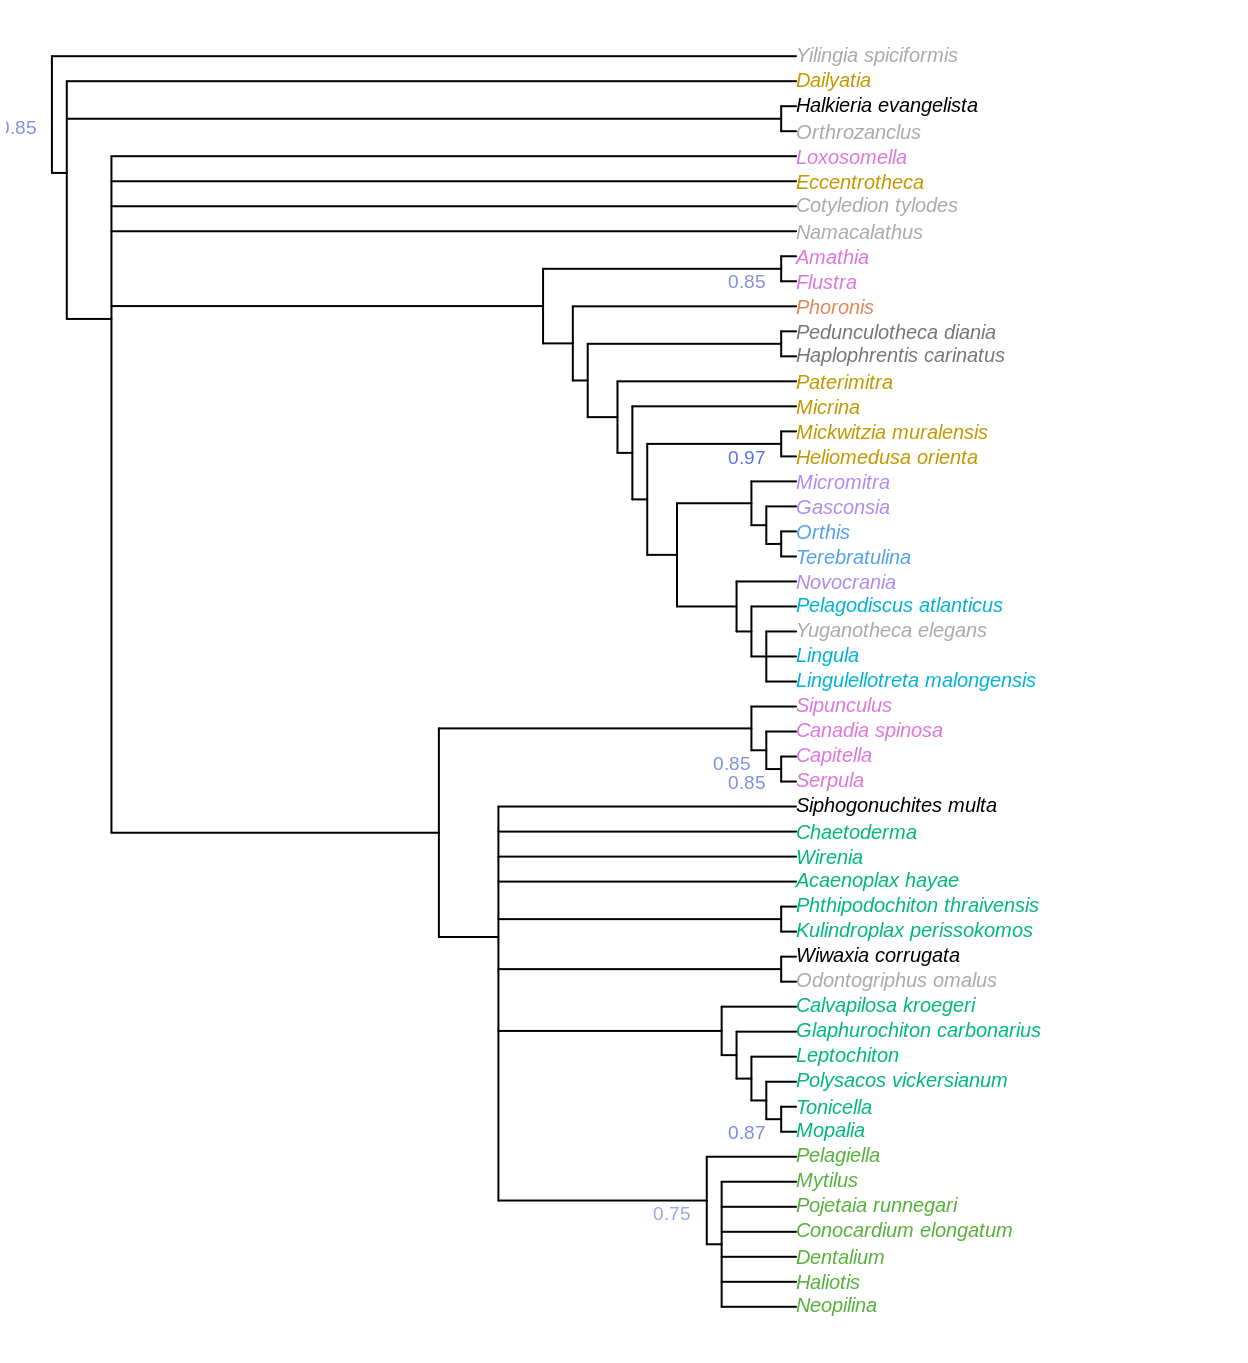 Yilingia spiciformis
Dailyatia
Halkieria evangelista
0.85
Orthrozanclus
Loxosomella
Eccentrotheca
Cotyledion tylodes
Namacalathus
Amathia
0.85
Flustra
Phoronis
Pedunculotheca diania
Haplophrentis carinatus
Paterimitra
Micrina
Mickwitzia muralensis
0.97
Heliomedusa orienta
Micromitra
Gasconsia
Orthis
Terebratulina
Novocrania
Pelagodiscus atlanticus
Yuganotheca elegans
Lingula
Lingulellotreta malongensis
Sipunculus
Canadia spinosa
Capitella
0.85
0.85
Serpula
Siphogonuchites multa
Chaetoderma
Wirenia
Acaenoplax hayae
Phthipodochiton thraivensis
Kulindroplax perissokomos
Wiwaxia corrugata
Odontogriphus omalus
Calvapilosa kroegeri
Glaphurochiton carbonarius
Leptochiton
Polysacos vickersianum
Tonicella
0.87
Mopalia
Pelagiella
Mytilus
Pojetaia runnegari
0.75
Conocardium elongatum
Dentalium
Haliotis
Neopilina